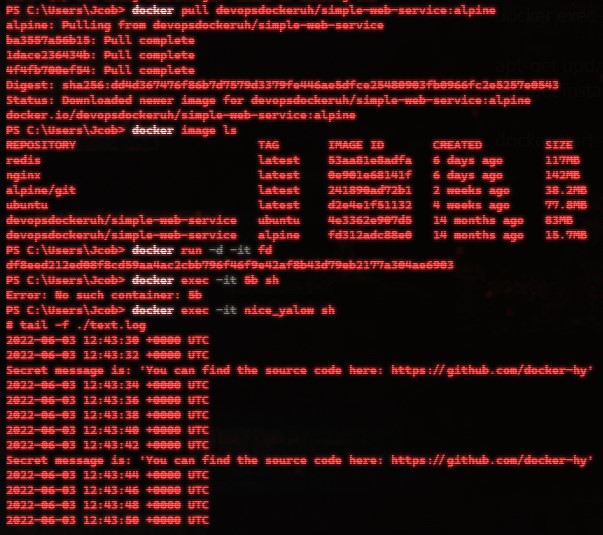 PS C:\Users\Jcob> docker pull devopsdockeruh/simple-web-service:alpine
alpine: Pulling from devopsdockeruh/simple-web-service
ba3557a56b15: Pull complete
1dace236434b: Pull complete
4f4fb700ef54: Pull complete
Digest: sha256:dd4d367476f86b7d7579d3379fe446ae5dfce25480903fb0966fc2e5257e0543
Status: Downloaded newer image for devopsdockeruh/simple-web-service:alpine
docker.io/devopsdockeruh/simple-web-service:alpine
PS C:\Users\Jcob> docker image ls
REPOSITORY TAG IMAGE ID CREATED SIZE
redis latest 53aa81e8adfa 6 days ago 117MB
nginx latest 0e901e68141f 6 days ago 142MB
alpine/git latest 241890ad72b1 2 weeks ago 38.2MB
ubuntu latest d2e4e1f51132 4 weeks ago 77.8MB
devopsdockeruh/simple-web-service ubuntu 4e3362e907d5 14 months ago 83MB
devopsdockeruh/simple-web-service alpine fd312adc88e0 14 months ago 15.7MB
PS C:\Users\Jcob> docker run -d -it fd
df8eed212ed08f8cd59aa4ac2cbb796f46f9e42af8b43d79eb2177a304ae6903
PS C:\Users\Jcob> docker exec -it 5b sh
Error: No such container: 5b
PS C:\Users\Jcob> docker exec -it nice_yalow sh
# tail -f ./text.log
2022-06-03 12:43:30 +0000 UTC
2022-06-03 12:43:32 +0000 UTC
Secret message is: 'You can find the source code here: https://github.com/docker-hy'
2022-06-03 12:43:34 +0000 UTC
2022-06-03 12:43:36 +0000 UTC
2022-06-03 12:43:38 +0000 UTC
2022-06-03 12:43:40 +0000 UTC
2022-06-03 12:43:42 +0000 UTC
Secret message is: 'You can find the source code here: https://github.com/docker-hy'
2022-06-03 12:43:44 +0000 UTC
2022-06-03 12:43:46 +0000 UTC
2022-06-03 12:43:48 +0000 UTC
2022-06-03 12:43:50 +0000 UTC